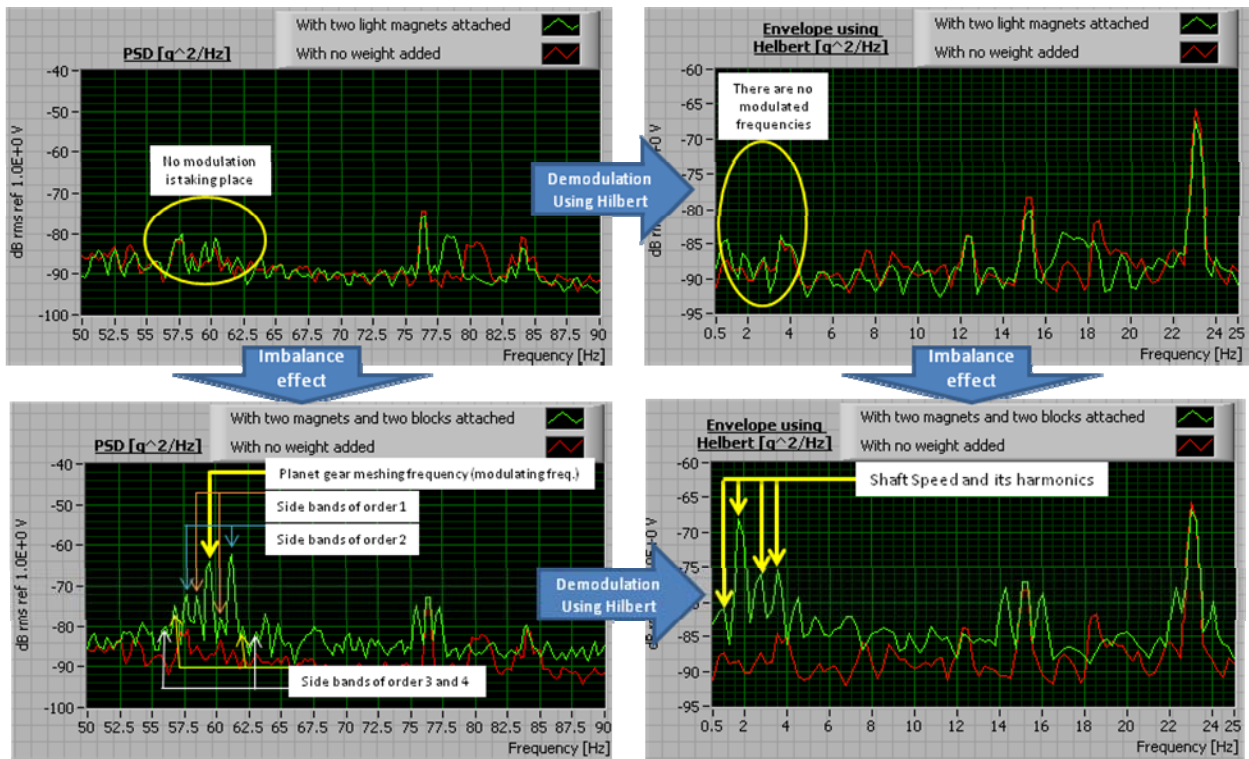 With two light magnets attached
With no weight added
PSD [g^2/Hz]
dB rms ref 1.0E+0 V
-40
-50
-60
-70
-80
-90
-100
No modulation
is taking place
50 52.5 55 57.5 60 62.5 65 67.5 70 72.5 75 77.5 80 82.5 85 87.5 90
Frequency [Hz]
Demodulation
Using Hilbert
With two light magnets attached
With no weight added
Envelope using
Helbert [g^2/Hz]
-60
-65
-70
-75
-80
-85
-90
-95
There are no
modulated
frequencies
0.5 2 4 6 8 10 12 14 16 18 20 22 24 25
Frequency [Hz]
Imbalance
effect
Imbalance
effect
With two magnets and two blocks attached
With no weight added
PSD [g^2/Hz]
dB rms ref 1.0E+0 V
-40
-50
-60
-70
-80
-90
-100
Planet gear meshing frequency (modulating freq.)
Side bands of order 1
Side bands of order 2
Side bands of order 3 and 4
50 52.5 55 57.5 60 62.5 65 67.5 70 72.5 75 77.5 80 82.5 85 87.5 90
Frequency [Hz]
Demodulation
Using Hilbert
With two magnets and two blocks attached
With no weight added
Envelope using
Helbert [g^2/Hz]
-60
-65
-70
-75
-80
-85
-90
-95
Shaft Speed and its harmonics
0.5 2 4 6 8 10 12 14 16 18 20 22 24 25
Frequency [Hz]